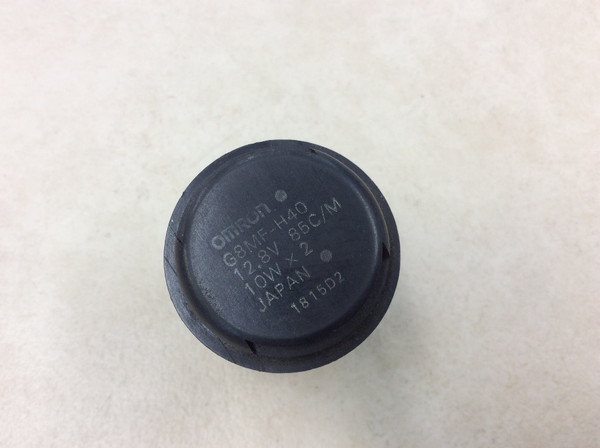 OMRON
G8MF-H40
12.8V 85C/M
10W x 2
JAPAN
1815D2